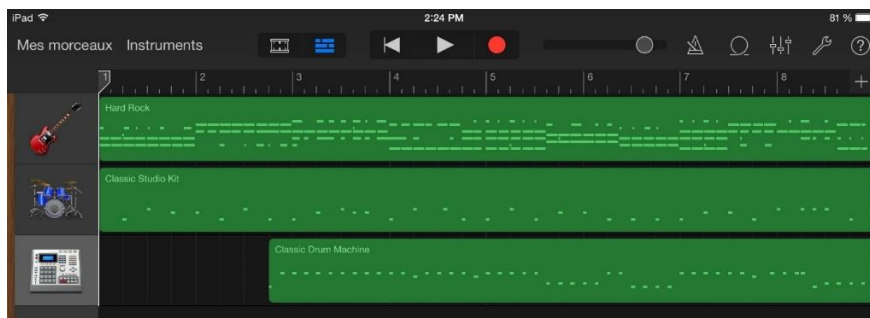 iPad 2:24 PM 81 %
Mes morceaux Instruments
1 2 3 4 5 6 7 8 +
Hard Rock
Classic Studio Kit
Classic Drum Machine